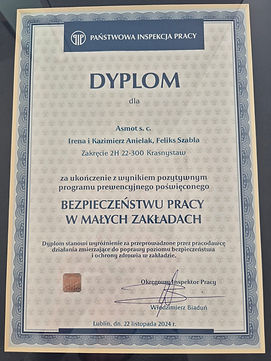 PAŃSTWOWA INSPEKCJA PRACY
DYPLOM
dla
Asmot s. c.
Irena i Kazimierz Anielak, Feliks Szabla
Zakręcie 2H 22-300 Krasnystaw
za ukończenie z wynikiem pozytywnym
programu prewencyjnego poświęconego
BEZPIECZEŃSTWU PRACY
W MAŁYCH ZAKŁADACH
Dyplom stanowi wyróżnienie za przeprowadzone przez pracodawcę
działania zmierzające do poprawy poziomu bezpieczeństwa
i ochrony zdrowia w zakładzie.
Okręgowy Inspektor Pracy
Włodzimierz Biaduń
Lublin, dn. 22 listopada 2024 r.